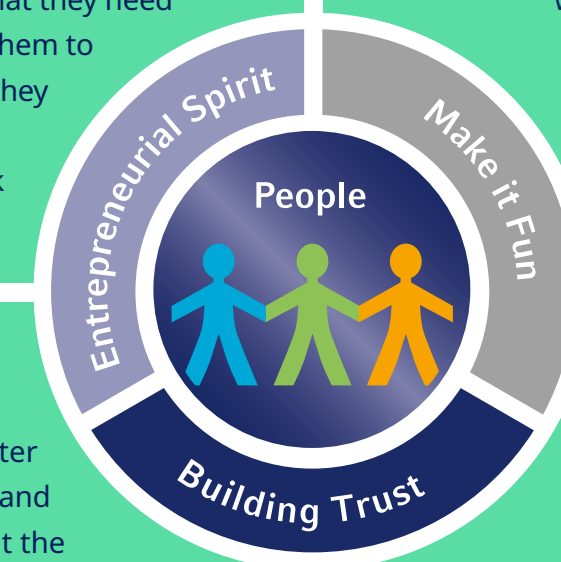 hat they need
hem to
hey
k
Entrepreneurial Spirit
Make it Fun
People
Building Trust
ter
and
t the